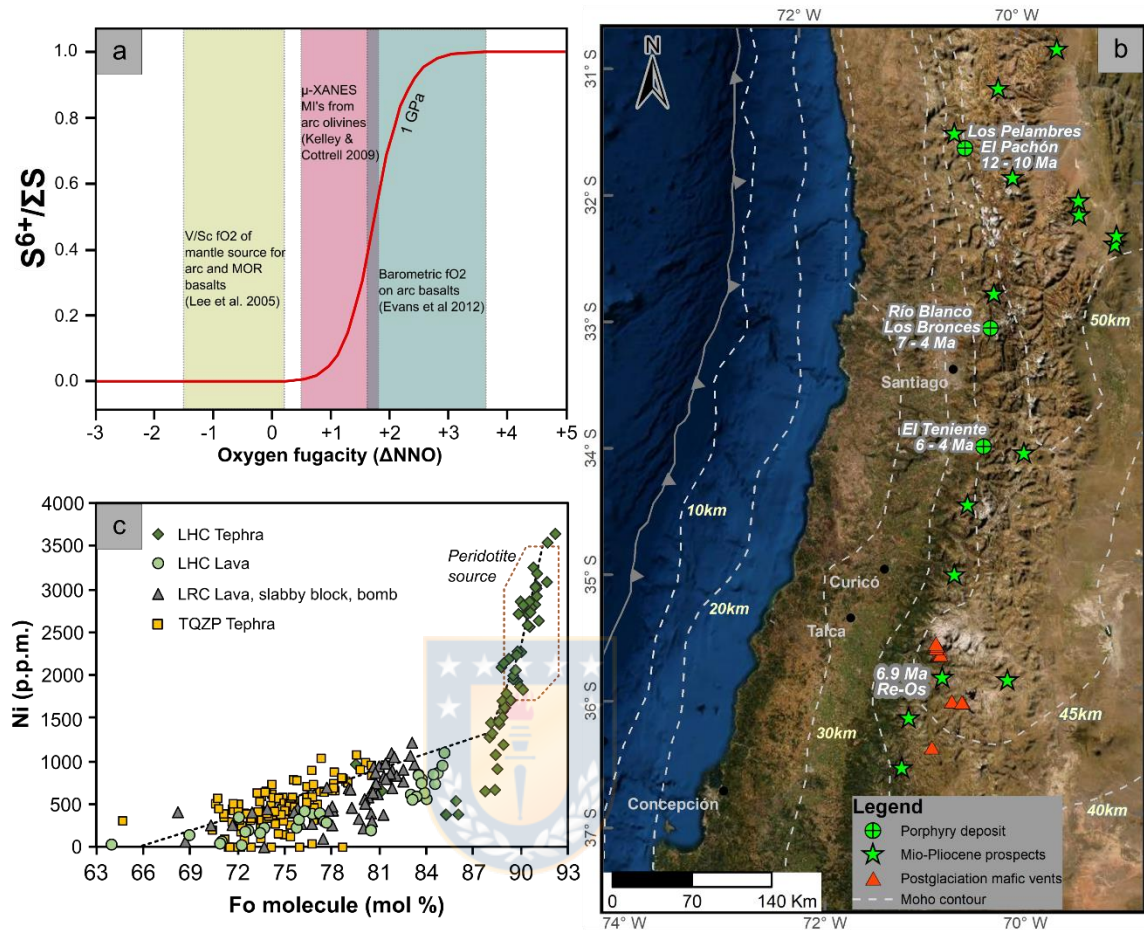 a
1.0
0.8
0.6
0.4
0.2
0.0
S⁶⁺/ΣS
µ-XANES
MI's from
arc olivines
(Kelley &
Cottrell 2009)
1 GPa
V/Sc fO2 of
mantle source for
arc and MOR
basalts
(Lee et al. 2005)
Barometric fO2
on arc basalts
(Evans et al 2012)
-3 -2 -1 0 +1 +2 +3 +4 +5
Oxygen fugacity (ΔNNO)
c
4000
3500
3000
2500
2000
1500
1000
500
0
Ni (p.p.m.)
LHC Tephra
LHC Lava
LRC Lava, slabby block, bomb
TQZP Tephra
Peridotite
source
63 66 69 72 75 78 81 84 87 90 93
Fo molecule (mol %)
72° W 70° W
b
N
31° S
32° S
33° S
34° S
35° S
36° S
37° S
Los Pelambres
El Pachón
12 - 10 Ma
50km
Río Blanco
Los Bronces
7 - 4 Ma
Santiago
El Teniente
6 - 4 Ma
10km
20km
Curicó
Talca
6.9 Ma
Re-Os
30km
45km
40km
Concepción
Legend
Porphyry deposit
Mio-Pliocene prospects
Postglaciation mafic vents
Moho contour
0 70 140 Km
74° W 72° W 70° W